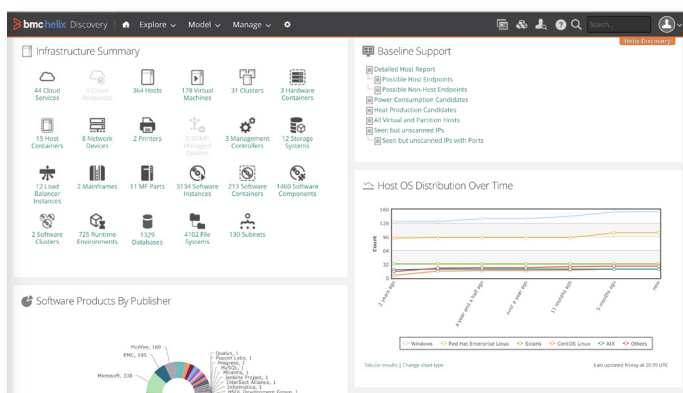 bmc helix Discovery
Explore
Model
Manage
Search...
Helix Discovery
Infrastructure Summary
44 Cloud
Services
0 Cloud
Resources
364 Hosts
178 Virtual
Machines
31 Clusters
3 Hardware
Containers
15 Host
Containers
8 Network
Devices
2 Printers
0 SNMP
Managed
Devices
3 Management
Controllers
12 Storage
Systems
12 Load
Balancer
Instances
2 Mainframes
11 MF Parts
3134 Software
Instances
213 Software
Containers
1469 Software
Components
2 Software
Clusters
725 Runtime
Environments
1329
Databases
4102 File
Systems
130 Subnets
Software Products By Publisher
McAfee, 169
EMC, 195
Microsoft, 338
Qualys, 1
Puppet Labs, 1
Progress, 1
MySQL, 1
Mirantis, 1
Jenkins Project, 1
InterSect Alliance, 1
Informatica, 1
HSQL Development Group, 1
Baseline Support
Detailed Host Report
Possible Host Endpoints
Possible Non-Host Endpoints
Power Consumption Candidates
Heat Production Candidates
All Virtual and Partition Hosts
Seen but unscanned IPs
Seen but unscanned IPs with Ports
Host OS Distribution Over Time
160
128
96
64
32
0
Count
2 years ago
a year and a half ago
over a year ago
11 months ago
5 months ago
now
Windows
Red Hat Enterprise Linux
Solaris
CentOS Linux
AIX
Others
Tabular results | Change chart type
Last updated Friday at 20:35 UTC